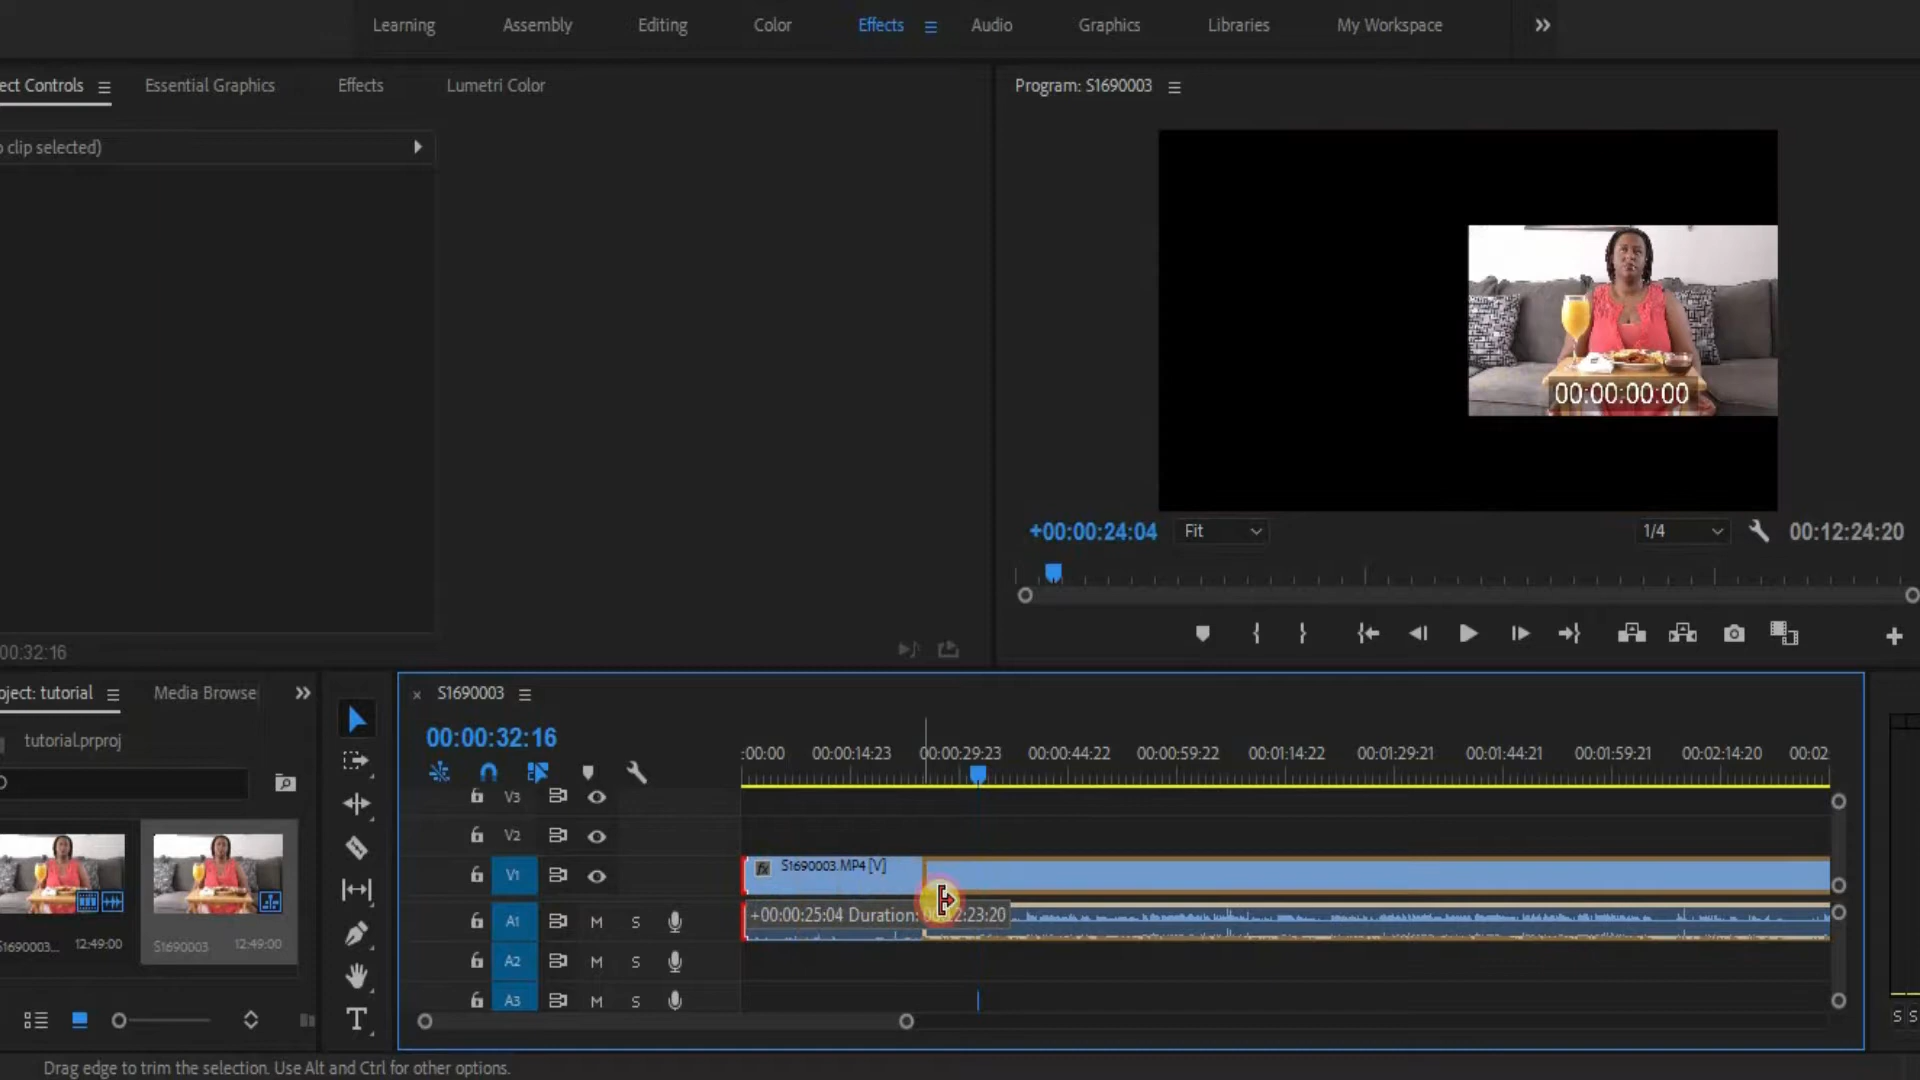 Learning Assembly Editing Color Effects Audio Graphics Libraries My Workspace
ect Controls Essential Graphics Effects Lumetri Color
Program: S1690003
o clip selected)
00:00:00:00
+00:00:24:04 Fit 1/4 00:12:24:20
00:32:16
oject: tutorial Media Browse
S1690003
tutorial.prproj
00:00:32:16
:00:00 00:00:14:23 00:00:29:23 00:00:44:22 00:00:59:22 00:01:14:22 00:01:29:21 00:01:44:21 00:01:59:21 00:02:14:20 00:02
V3
V2
V1
fx S1690003.MP4 [V]
+00:00:25:04 Duration: 2:23:20
A1 M S
A2 M S
A3 M S
S1690003... 12:49:00
S1690003 12:49:00
S S
Drag edge to trim the selection. Use Alt and Ctrl for other options.